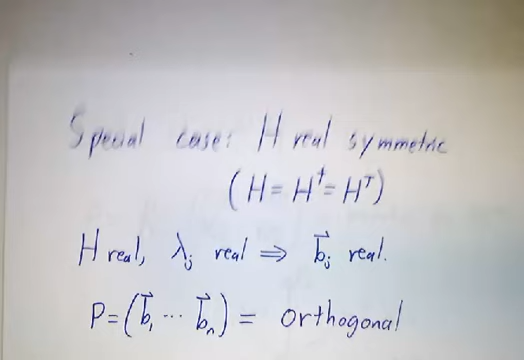 Special case: H real symmetric
(H = H† = Hᵀ)
H real, λⱼ real ⇒ b⃗ⱼ real.
P = (b⃗₁ ⋯ b⃗ₙ) = orthogonal